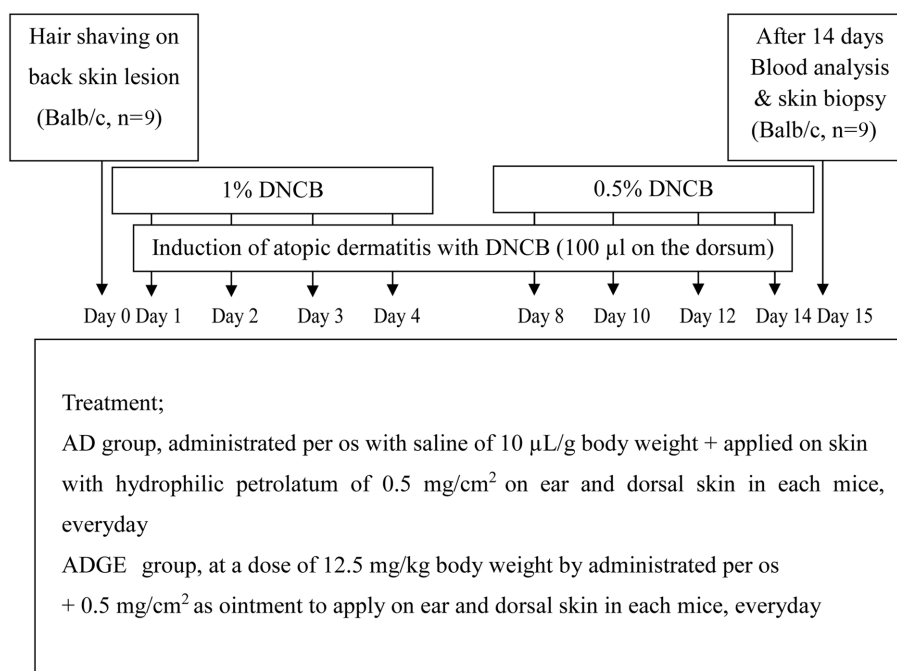 Hair shaving on
back skin lesion
(Balb/c, n=9)
After 14 days
Blood analysis
& skin biopsy
(Balb/c, n=9)
1% DNCB
0.5% DNCB
Induction of atopic dermatitis with DNCB (100 µl on the dorsum)
Day 0 Day 1 Day 2 Day 3 Day 4 Day 8 Day 10 Day 12 Day 14 Day 15
Treatment;
AD group, administrated per os with saline of 10 µL/g body weight + applied on skin
with hydrophilic petrolatum of 0.5 mg/cm² on ear and dorsal skin in each mice,
everyday
ADGE group, at a dose of 12.5 mg/kg body weight by administrated per os
+ 0.5 mg/cm² as ointment to apply on ear and dorsal skin in each mice, everyday